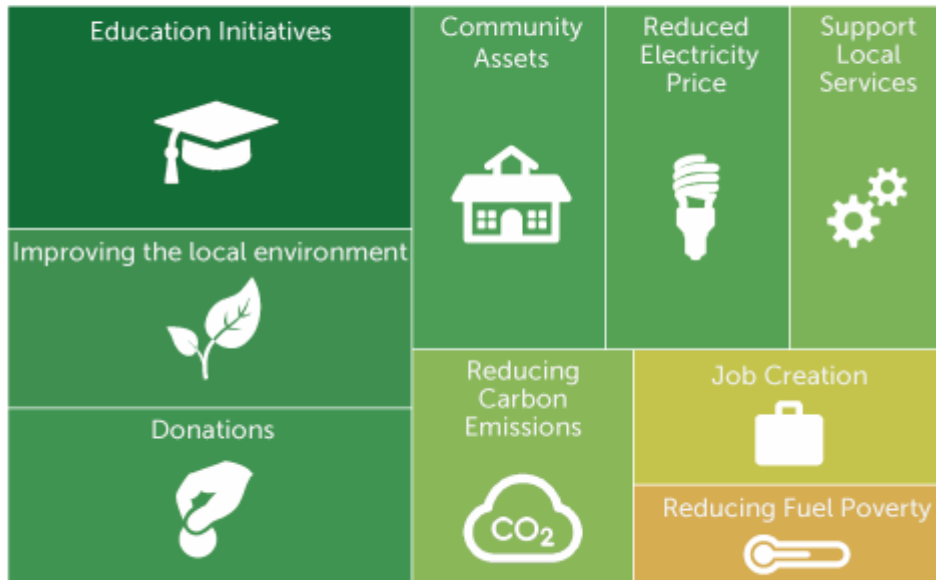 Education Initiatives
Community
Assets
Reduced
Electricity
Price
Support
Local
Services
Improving the local environment
Donations
Reducing
Carbon
Emissions
CO2
Job Creation
Reducing Fuel Poverty